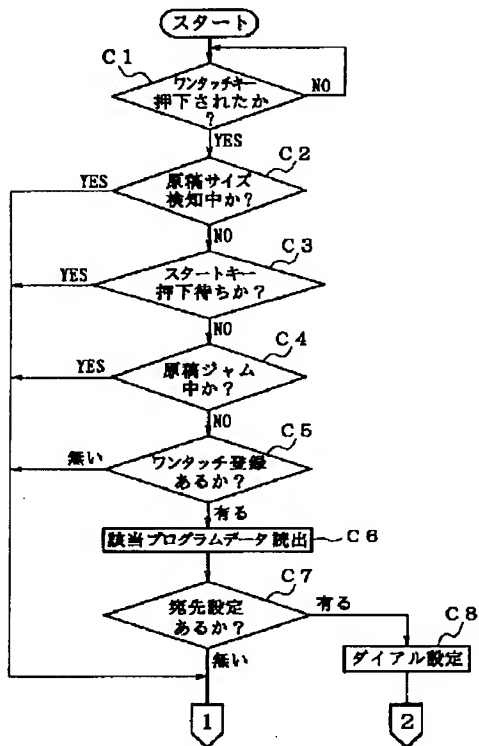 スタート
C1
ワンタッチキー
押下されたか
?
NO
YES
C2
YES
原稿サイズ
検知中か?
NO
C3
YES
スタートキー
押下待ちか?
NO
C4
YES
原稿ジャム
中か?
NO
C5
無い
ワンタッチ登録
あるか?
有る
該当プログラムデータ読出
C6
C7
宛先設定
あるか?
有る
C8
無い
ダイアル設定
1
2